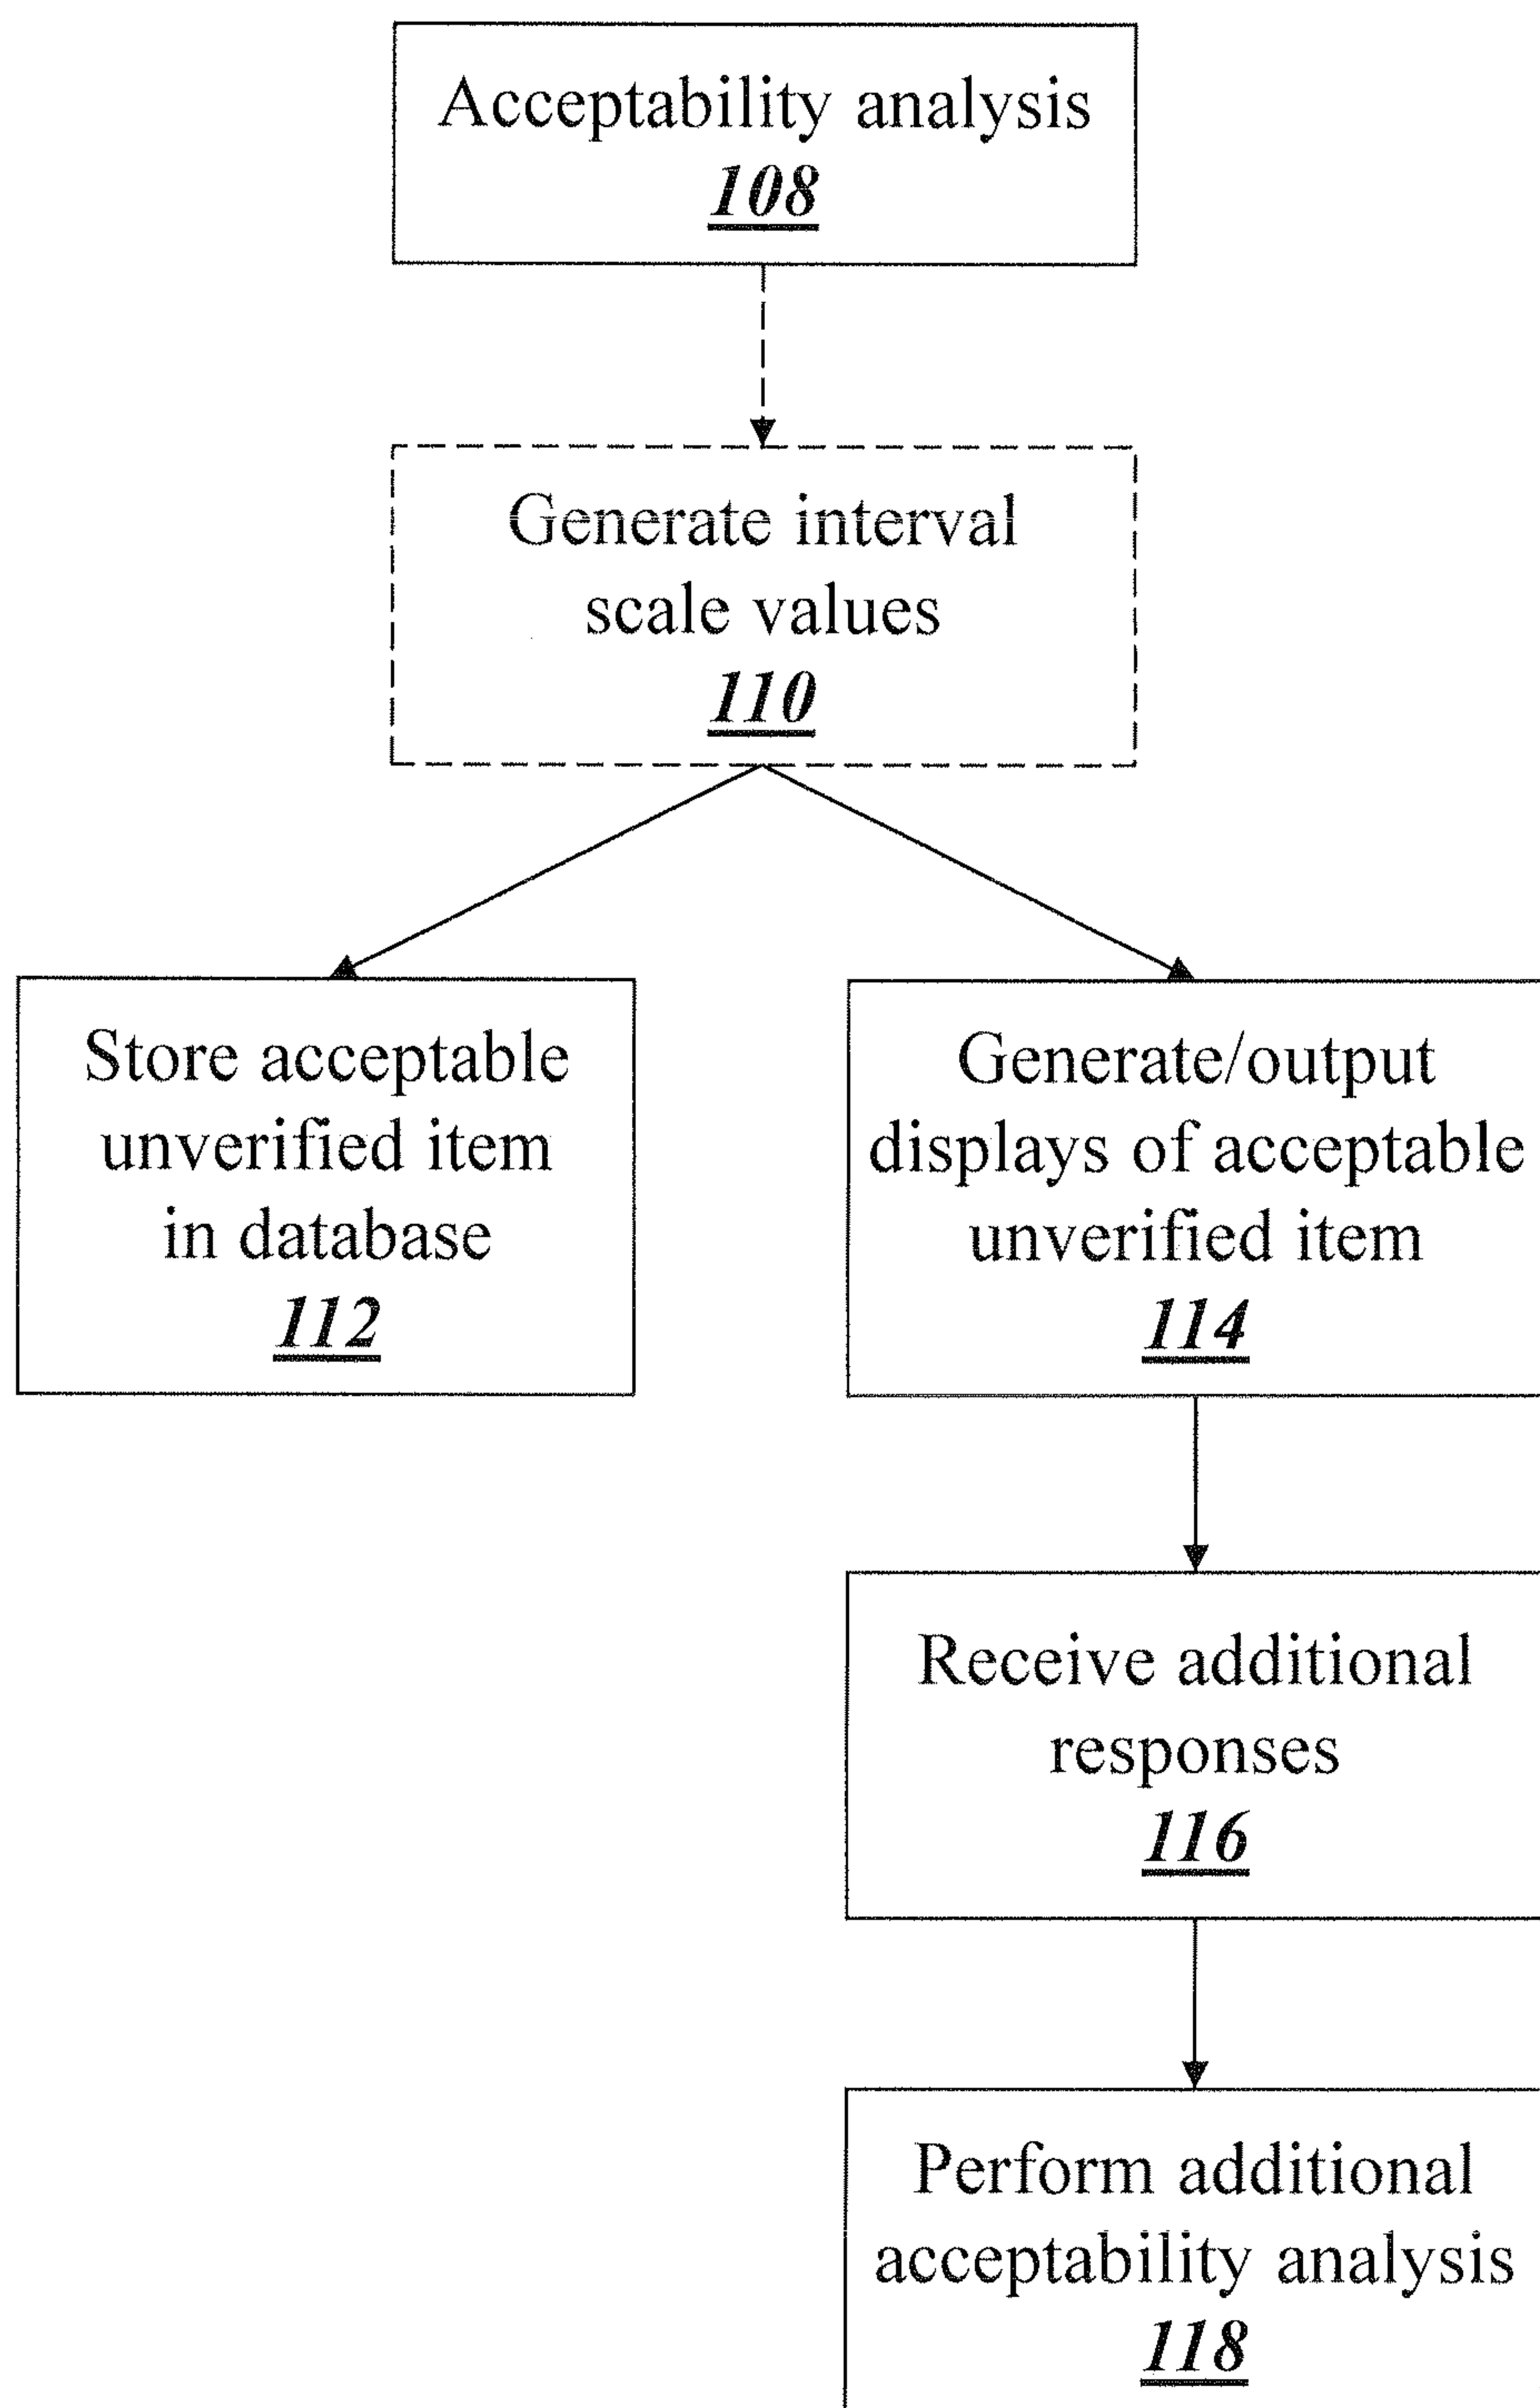 Acceptability analysis
108
Generate interval
scale values
110
Store acceptable
unverified item
in database
112
Generate/output
displays of acceptable
unverified item
114
Receive additional
responses
116
Perform additional
acceptability analysis
118